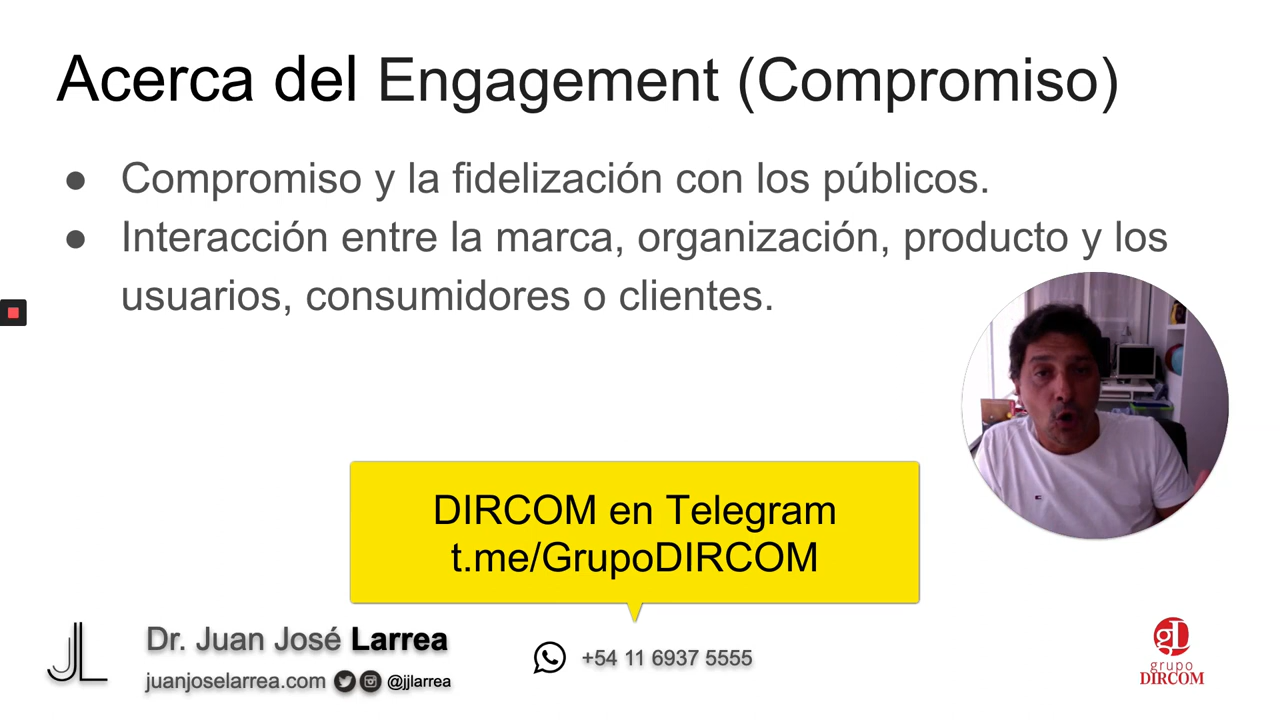 Acerca del Engagement (Compromiso)
● Compromiso y la fidelización con los públicos.
● Interacción entre la marca, organización, producto y los
usuarios, consumidores o clientes.
DIRCOM en Telegram
t.me/GrupoDIRCOM
JL
Dr. Juan José Larrea
juanjoselarrea.com @jjlarrea
+54 11 6937 5555
gL
grupo
DIRCOM